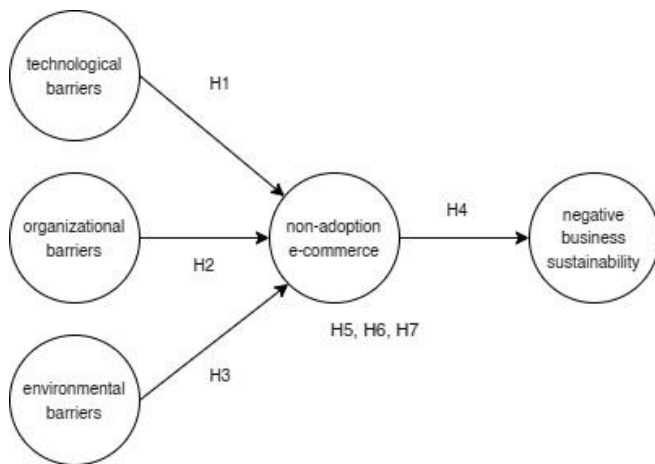 technological
barriers
H1
organizational
barriers
H2
non-adoption
e-commerce
H4
negative
business
sustainability
H5, H6, H7
environmental
barriers
H3